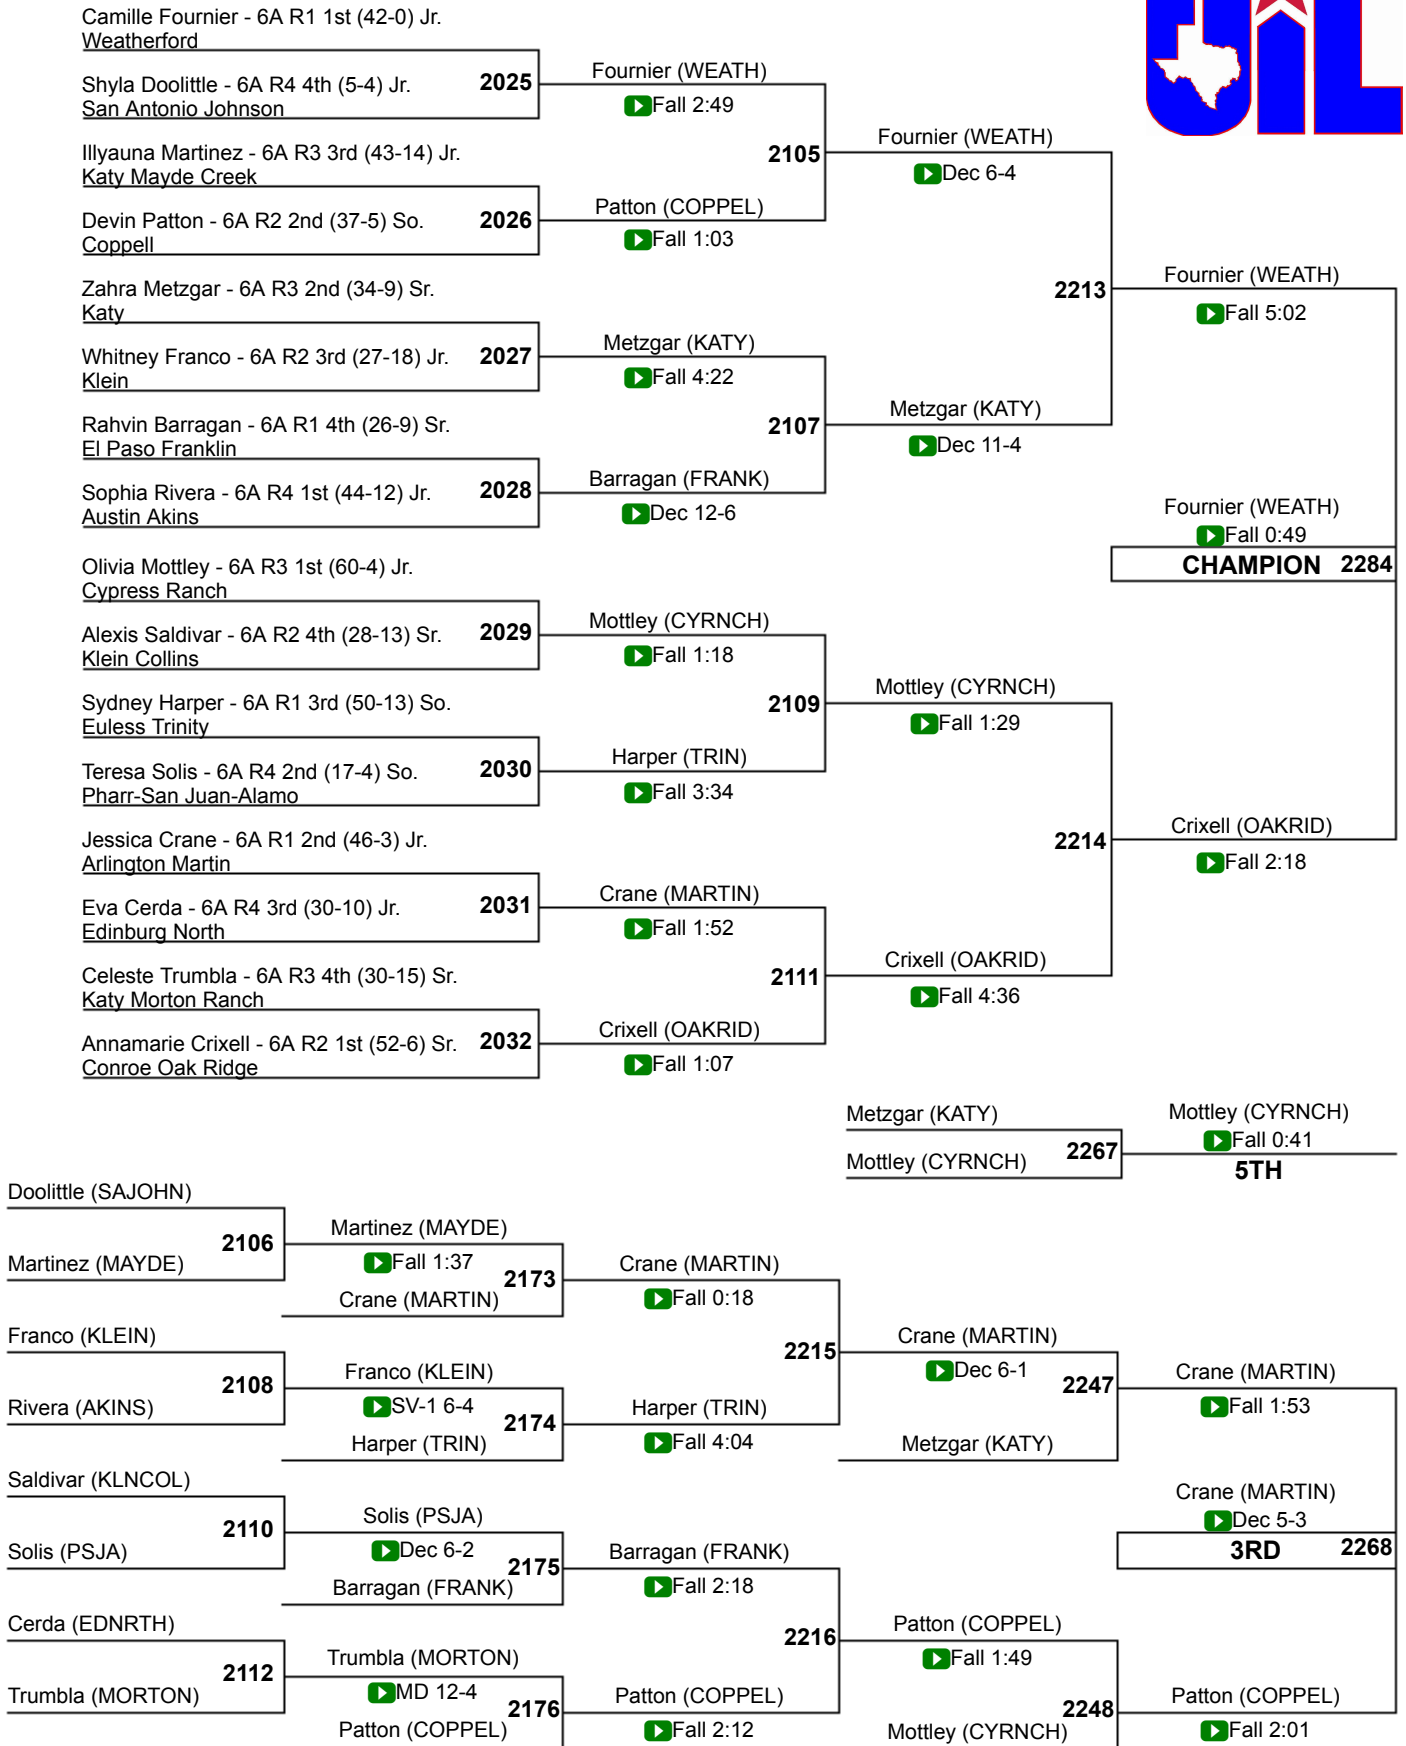 UIL
Camille Fournier - 6A R1 1st (42-0) Jr.
Weatherford
2025
Shyla Doolittle - 6A R4 4th (5-4) Jr.
San Antonio Johnson
Fournier (WEATH)
Fall 2:49
Illyauna Martinez - 6A R3 3rd (43-14) Jr.
Katy Mayde Creek
2026
Devin Patton - 6A R2 2nd (37-5) So.
Coppell
Patton (COPPEL)
Fall 1:03
2105
Fournier (WEATH)
Dec 6-4
Zahra Metzgar - 6A R3 2nd (34-9) Sr.
Katy
2027
Whitney Franco - 6A R2 3rd (27-18) Jr.
Klein
Metzgar (KATY)
Fall 4:22
Rahvin Barragan - 6A R1 4th (26-9) Sr.
El Paso Franklin
2028
Sophia Rivera - 6A R4 1st (44-12) Jr.
Austin Akins
Barragan (FRANK)
Dec 12-6
2107
Metzgar (KATY)
Dec 11-4
2213
Fournier (WEATH)
Fall 5:02
Fournier (WEATH)
Fall 0:49
CHAMPION 2284
Olivia Mottley - 6A R3 1st (60-4) Jr.
Cypress Ranch
2029
Alexis Saldivar - 6A R2 4th (28-13) Sr.
Klein Collins
Mottley (CYRNCH)
Fall 1:18
Sydney Harper - 6A R1 3rd (50-13) So.
Euless Trinity
2030
Teresa Solis - 6A R4 2nd (17-4) So.
Pharr-San Juan-Alamo
Harper (TRIN)
Fall 3:34
2109
Mottley (CYRNCH)
Fall 1:29
Jessica Crane - 6A R1 2nd (46-3) Jr.
Arlington Martin
2031
Eva Cerda - 6A R4 3rd (30-10) Jr.
Edinburg North
Crane (MARTIN)
Fall 1:52
Celeste Trumbla - 6A R3 4th (30-15) Sr.
Katy Morton Ranch
2032
Annamarie Crixell - 6A R2 1st (52-6) Sr.
Conroe Oak Ridge
Crixell (OAKRID)
Fall 1:07
2111
Crixell (OAKRID)
Fall 4:36
2214
Crixell (OAKRID)
Fall 2:18
Metzgar (KATY)
2267
Mottley (CYRNCH)
Mottley (CYRNCH)
Fall 0:41
5TH
Doolittle (SAJOHN)
2106
Martinez (MAYDE)
Martinez (MAYDE)
Fall 1:37
2173
Crane (MARTIN)
Crane (MARTIN)
Fall 0:18
Franco (KLEIN)
2108
Rivera (AKINS)
Franco (KLEIN)
SV-1 6-4
2174
Harper (TRIN)
Harper (TRIN)
Fall 4:04
2215
Crane (MARTIN)
Dec 6-1
2247
Metzgar (KATY)
Crane (MARTIN)
Fall 1:53
Saldivar (KLNCOL)
2110
Solis (PSJA)
Solis (PSJA)
Dec 6-2
2175
Barragan (FRANK)
Barragan (FRANK)
Fall 2:18
Crane (MARTIN)
Dec 5-3
3RD 2268
Cerda (EDNRTH)
2112
Trumbla (MORTON)
Trumbla (MORTON)
MD 12-4
2176
Patton (COPPEL)
Patton (COPPEL)
Fall 2:12
2216
Patton (COPPEL)
Fall 1:49
2248
Mottley (CYRNCH)
Patton (COPPEL)
Fall 2:01